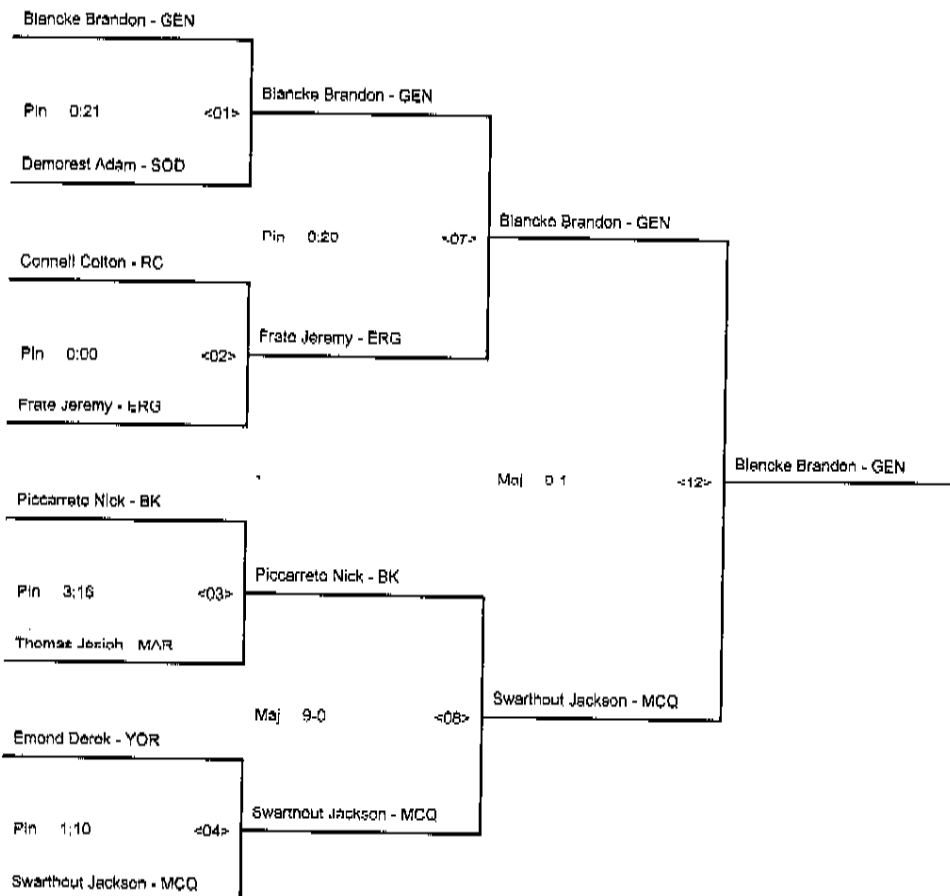 Blancke Brandon - GEN
Pin 0:21 <01>
Demorest Adam - SOD
Blancke Brandon - GEN
Pin 0:20 <07>
Connell Colton - RC
Pin 0:00 <02>
Frate Jeremy - ERG
Frate Jeremy - ERG
Blancke Brandon - GEN
Maj 9-1 <12>
Blancke Brandon - GEN
Piccarreto Nick - BK
Pin 3:16 <03>
Thomas Josiah - MAR
Piccarreto Nick - BK
Maj 9-0 <08>
Emond Derek - YOR
Pin 1:10 <04>
Swarthout Jackson - MCQ
Swarthout Jackson - MCQ
Swarthout Jackson - MCQ